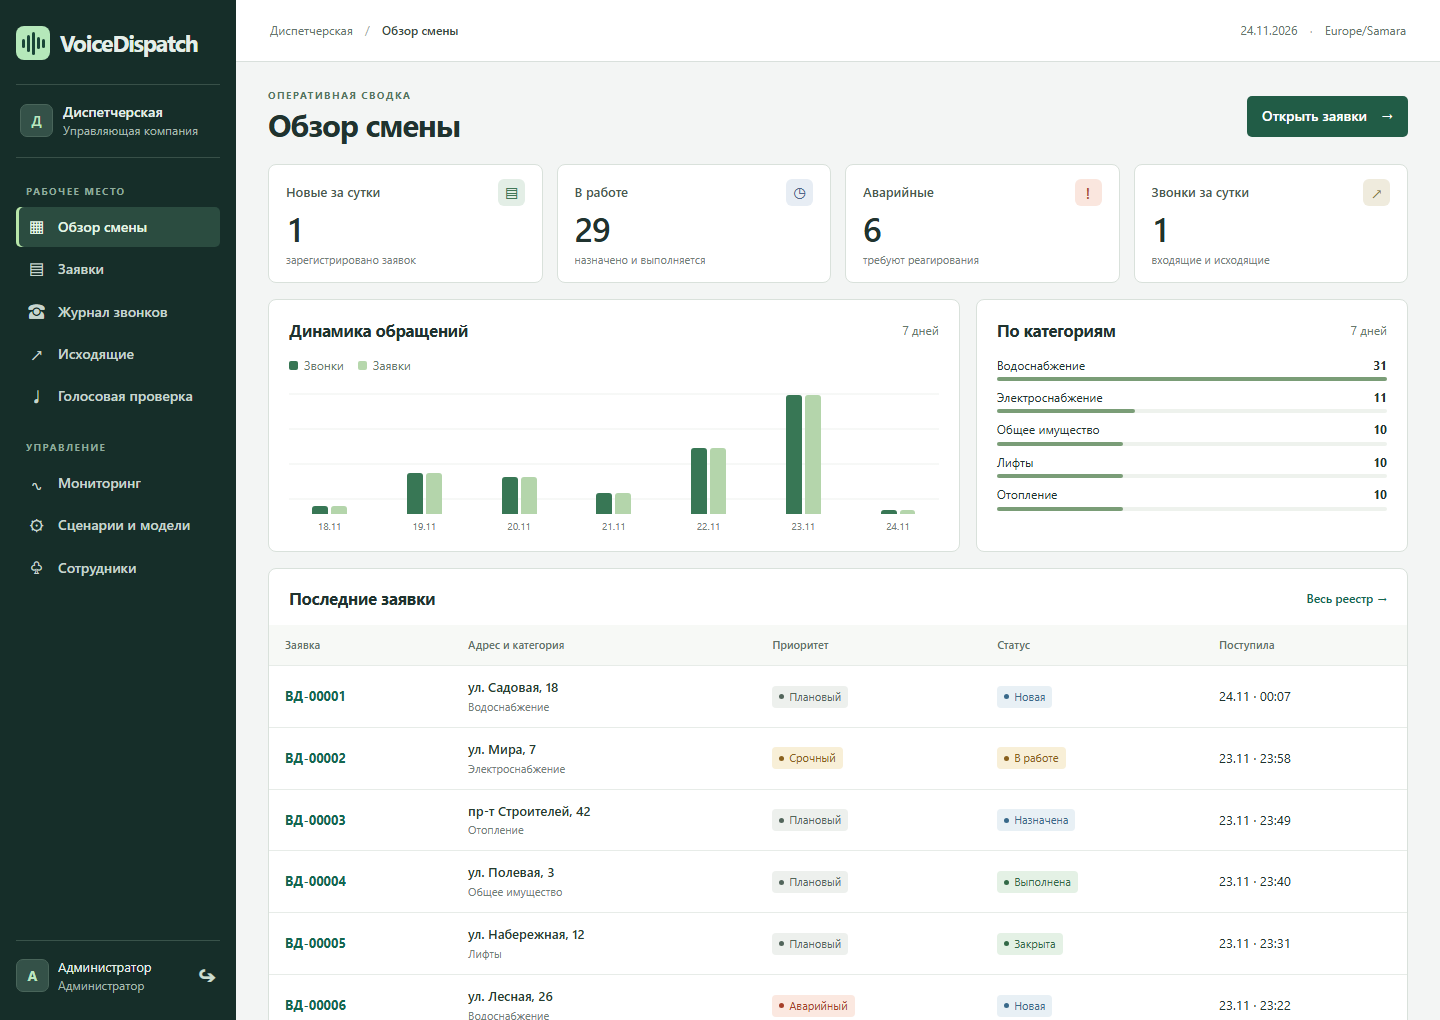 VoiceDispatch
Д
Диспетчерская
Управляющая компания
РАБОЧЕЕ МЕСТО
Обзор смены
Заявки
Журнал звонков
Исходящие
Голосовая проверка
УПРАВЛЕНИЕ
Мониторинг
Сценарии и модели
Сотрудники
А
Администратор
Администратор
Диспетчерская / Обзор смены
24.11.2026 · Europe/Samara
ОПЕРАТИВНАЯ СВОДКА
Обзор смены
Открыть заявки →
Новые за сутки
1
зарегистрировано заявок
В работе
29
назначено и выполняется
Аварийные
!
6
требуют реагирования
Звонки за сутки
↗
1
входящие и исходящие
Динамика обращений
7 дней
Звонки Заявки
18.11 19.11 20.11 21.11 22.11 23.11 24.11
По категориям
7 дней
Водоснабжение 31
Электроснабжение 11
Общее имущество 10
Лифты 10
Отопление 10
Последние заявки
Весь реестр →
Заявка Адрес и категория Приоритет Статус Поступила
ВД-00001 ул. Садовая, 18 Плановый Новая 24.11 · 00:07
Водоснабжение
ВД-00002 ул. Мира, 7 Срочный В работе 23.11 · 23:58
Электроснабжение
ВД-00003 пр-т Строителей, 42 Плановый Назначена 23.11 · 23:49
Отопление
ВД-00004 ул. Полевая, 3 Плановый Выполнена 23.11 · 23:40
Общее имущество
ВД-00005 ул. Набережная, 12 Плановый Закрыта 23.11 · 23:31
Лифты
ВД-00006 ул. Лесная, 26 Аварийный Новая 23.11 · 23:22
Водоснабжение